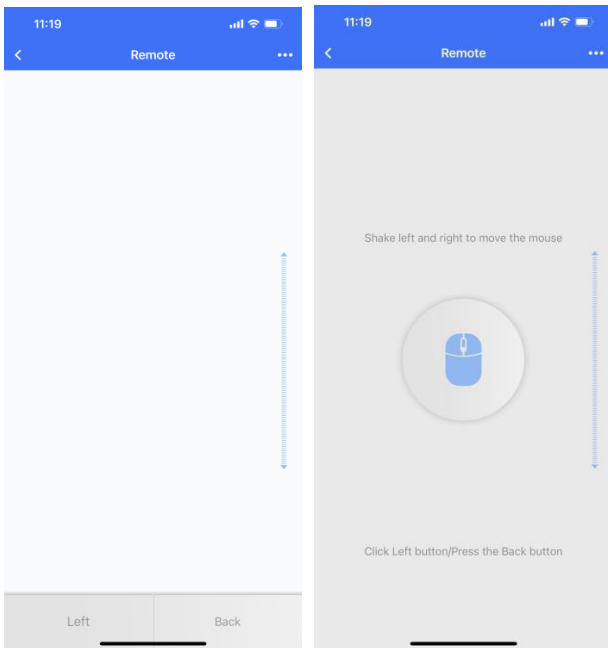 11:19
Remote
Left
Back
11:19
Remote
Shake left and right to move the mouse
Click Left button/Press the Back button